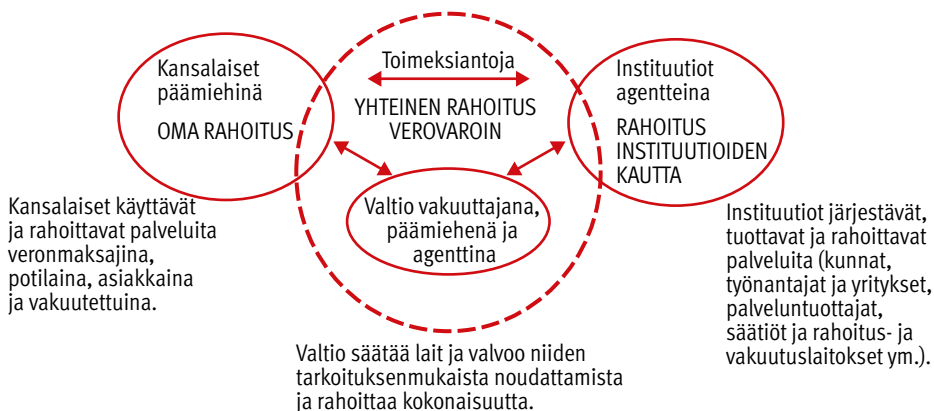 Kansalaiset
päämiehinä
OMA RAHOITUS
Toimeksiantoja
YHTEINEN RAHOITUS
VEROVAROIN
Instituutiot
agentteina
RAHOITUS
INSTITUUTIOIDEN
KAUTTA
Valtio vakuuttajana,
päämiehenä ja
agenttina
Kansalaiset käyttävät
ja rahoittavat palveluita
veronmaksajina,
potilaina, asiakkaina
ja vakuutettuina.
Instituutiot järjestävät,
tuottavat ja rahoittavat
palveluita (kunnat,
työnantajat ja yritykset,
palveluntuottajat,
säätiöt ja rahoitus- ja
vakuutuslaitokset ym.).
Valtio säätää lait ja valvoo niiden
tarkoituksenmukaista noudattamista
ja rahoittaa kokonaisuutta.